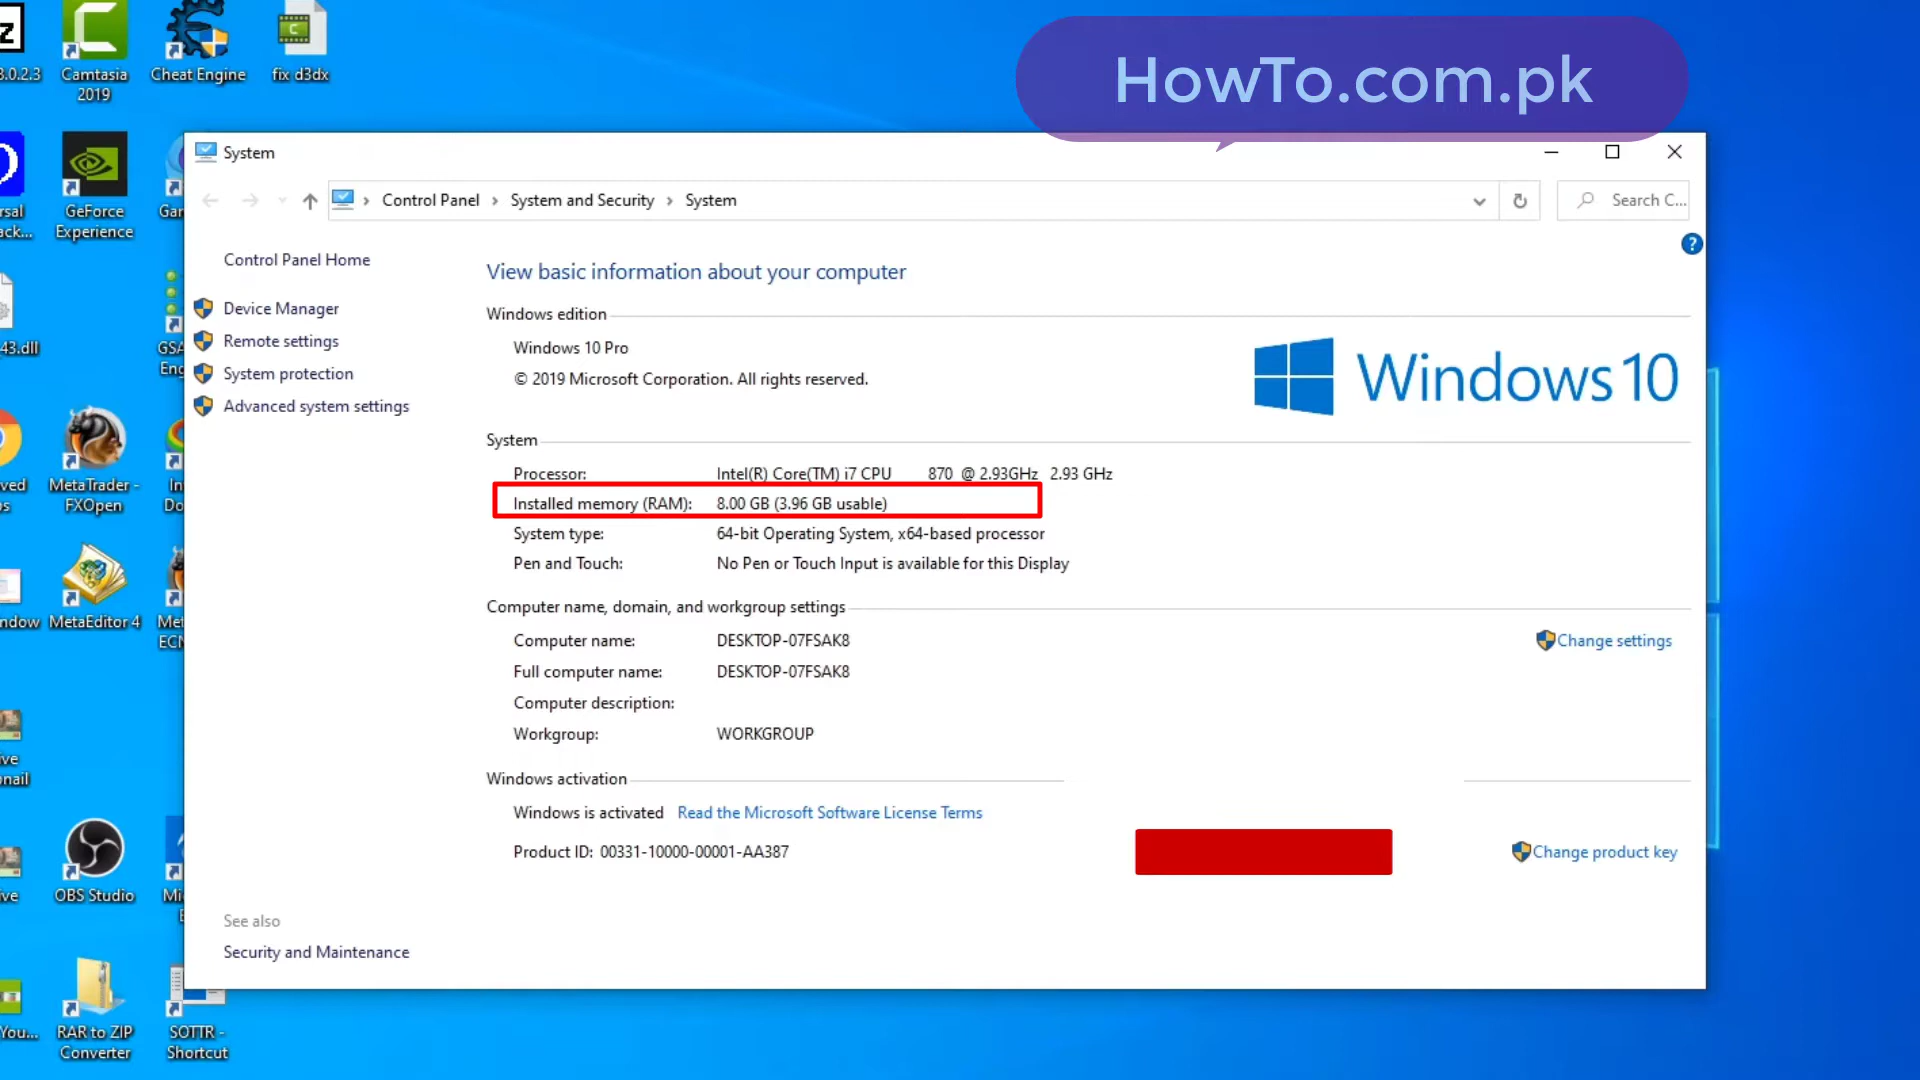 HowTo.com.pk
z
3.0.2.3
Camtasia
2019
Cheat Engine
fix d3dx
GeForce
Experience
43.dll
MetaTrader -
FXOpen
MetaEditor 4
OBS Studio
RAR to ZIP
Converter
SOTTR -
Shortcut
System
Control Panel > System and Security > System
Search C...
?
Control Panel Home
Device Manager
Remote settings
System protection
Advanced system settings
View basic information about your computer
Windows edition
Windows 10 Pro
© 2019 Microsoft Corporation. All rights reserved.
Windows 10
System
Processor: Intel(R) Core(TM) i7 CPU 870 @ 2.93GHz 2.93 GHz
Installed memory (RAM): 8.00 GB (3.96 GB usable)
System type: 64-bit Operating System, x64-based processor
Pen and Touch: No Pen or Touch Input is available for this Display
Computer name, domain, and workgroup settings
Computer name: DESKTOP-07FSAK8
Change settings
Full computer name: DESKTOP-07FSAK8
Computer description:
Workgroup: WORKGROUP
Windows activation
Windows is activated Read the Microsoft Software License Terms
Product ID: 00331-10000-00001-AA387
Change product key
See also
Security and Maintenance